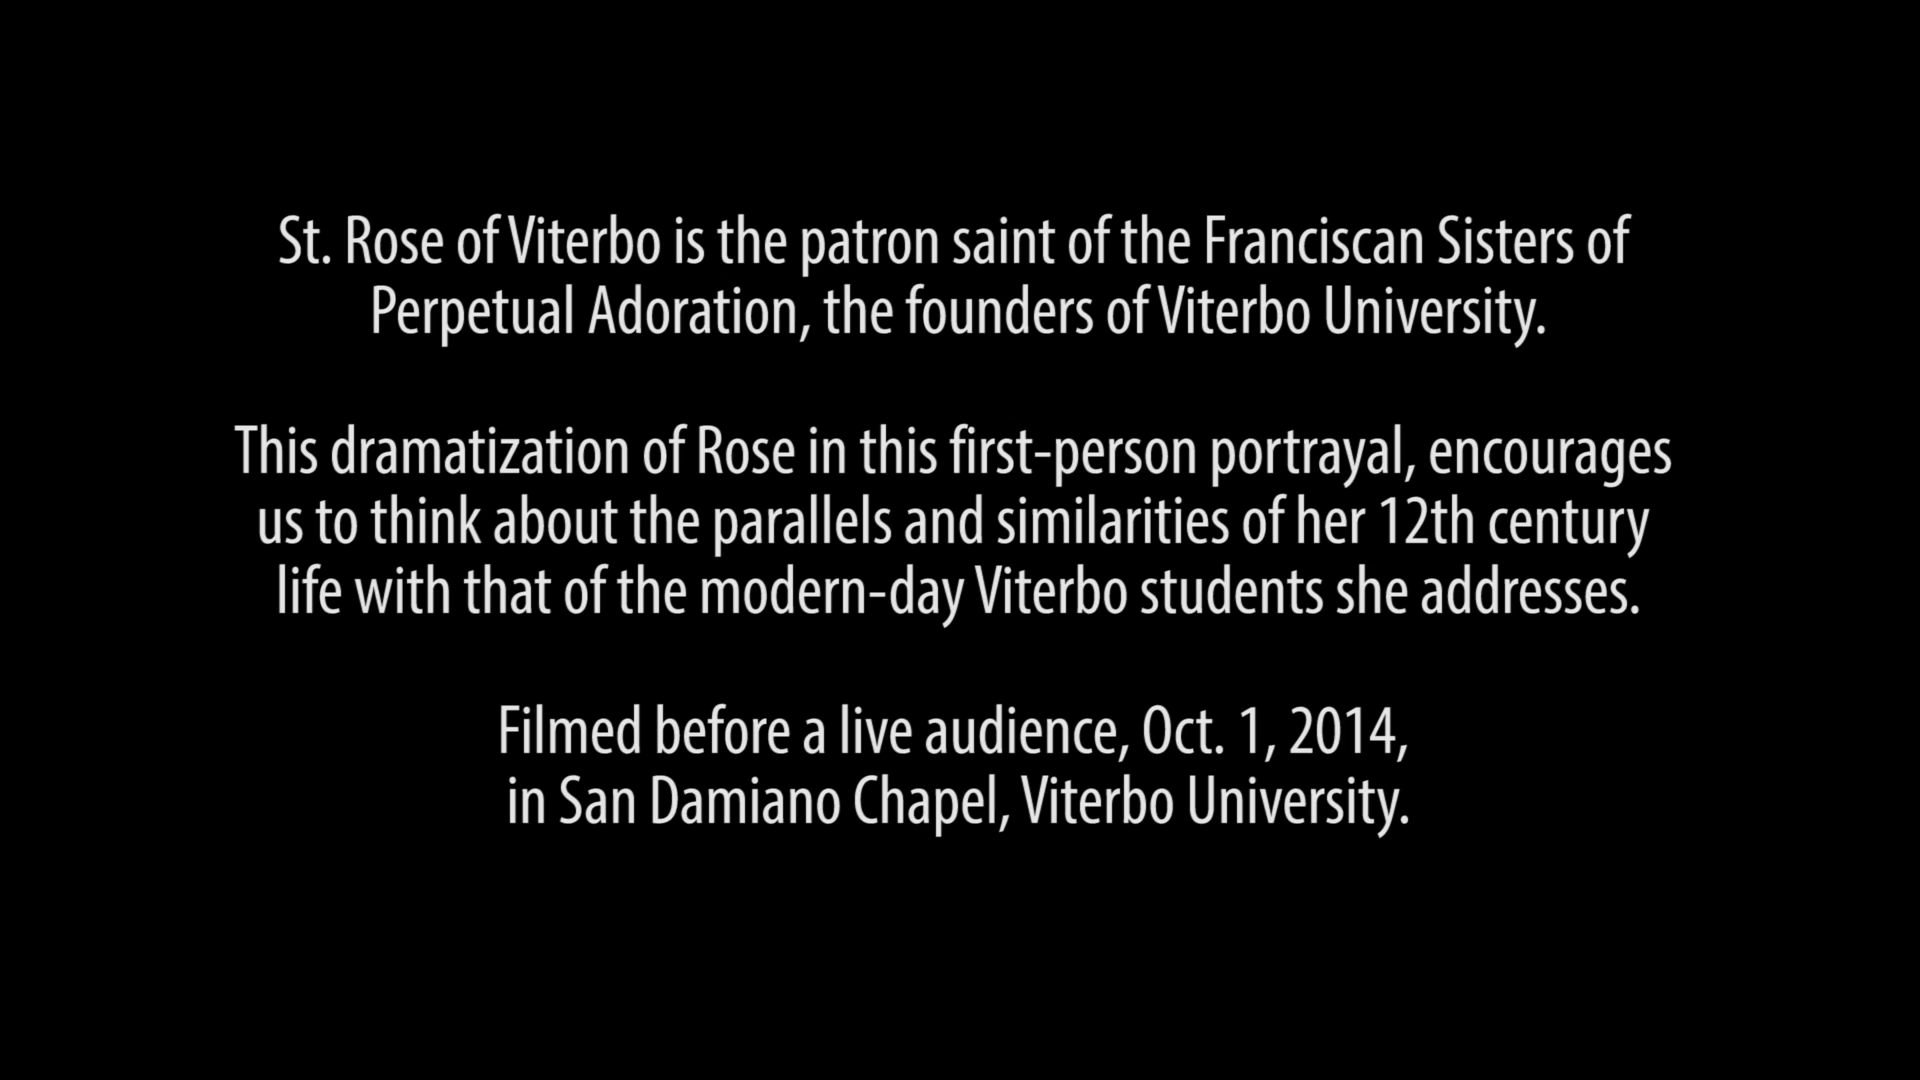 St. Rose of Viterbo is the patron saint of the Franciscan Sisters of
Perpetual Adoration, the founders of Viterbo University.
This dramatization of Rose in this first-person portrayal, encourages
us to think about the parallels and similarities of her 12th century
life with that of the modern-day Viterbo students she addresses.
Filmed before a live audience, Oct. 1, 2014,
in San Damiano Chapel, Viterbo University.